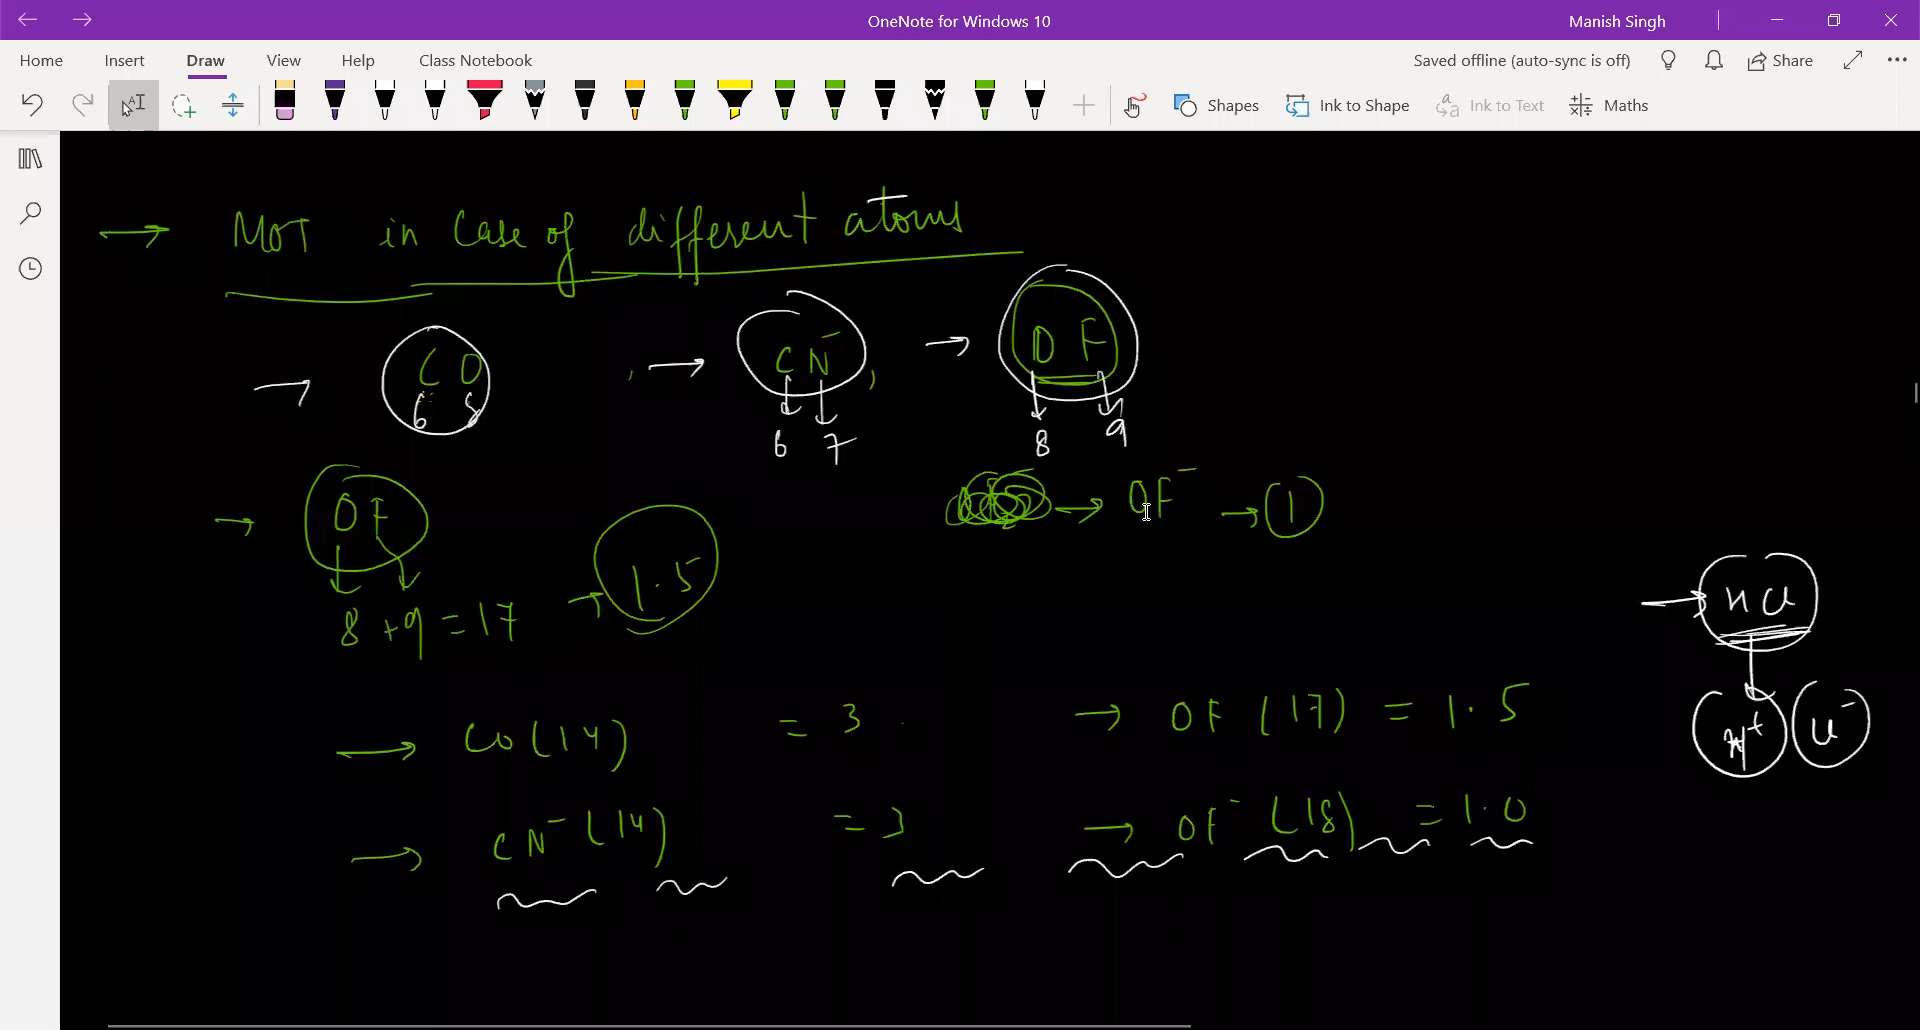 OneNote for Windows 10
Manish Singh
Home Insert Draw View Help Class Notebook
Saved offline (auto-sync is off) Share
Shapes Ink to Shape Ink to Text Maths
→ MOT in Case of different atoms
→ CO , → CN⁻ , → OF
6 8
6 7 8 9
→ OF → OF⁻ → 1
8 + 9 = 17 → 1.5
→ HCl
H⁺ Cl⁻
→ CO (14) = 3 . → OF (17) = 1.5
→ CN⁻ (14) = 3 → OF⁻ (18) = 1.0